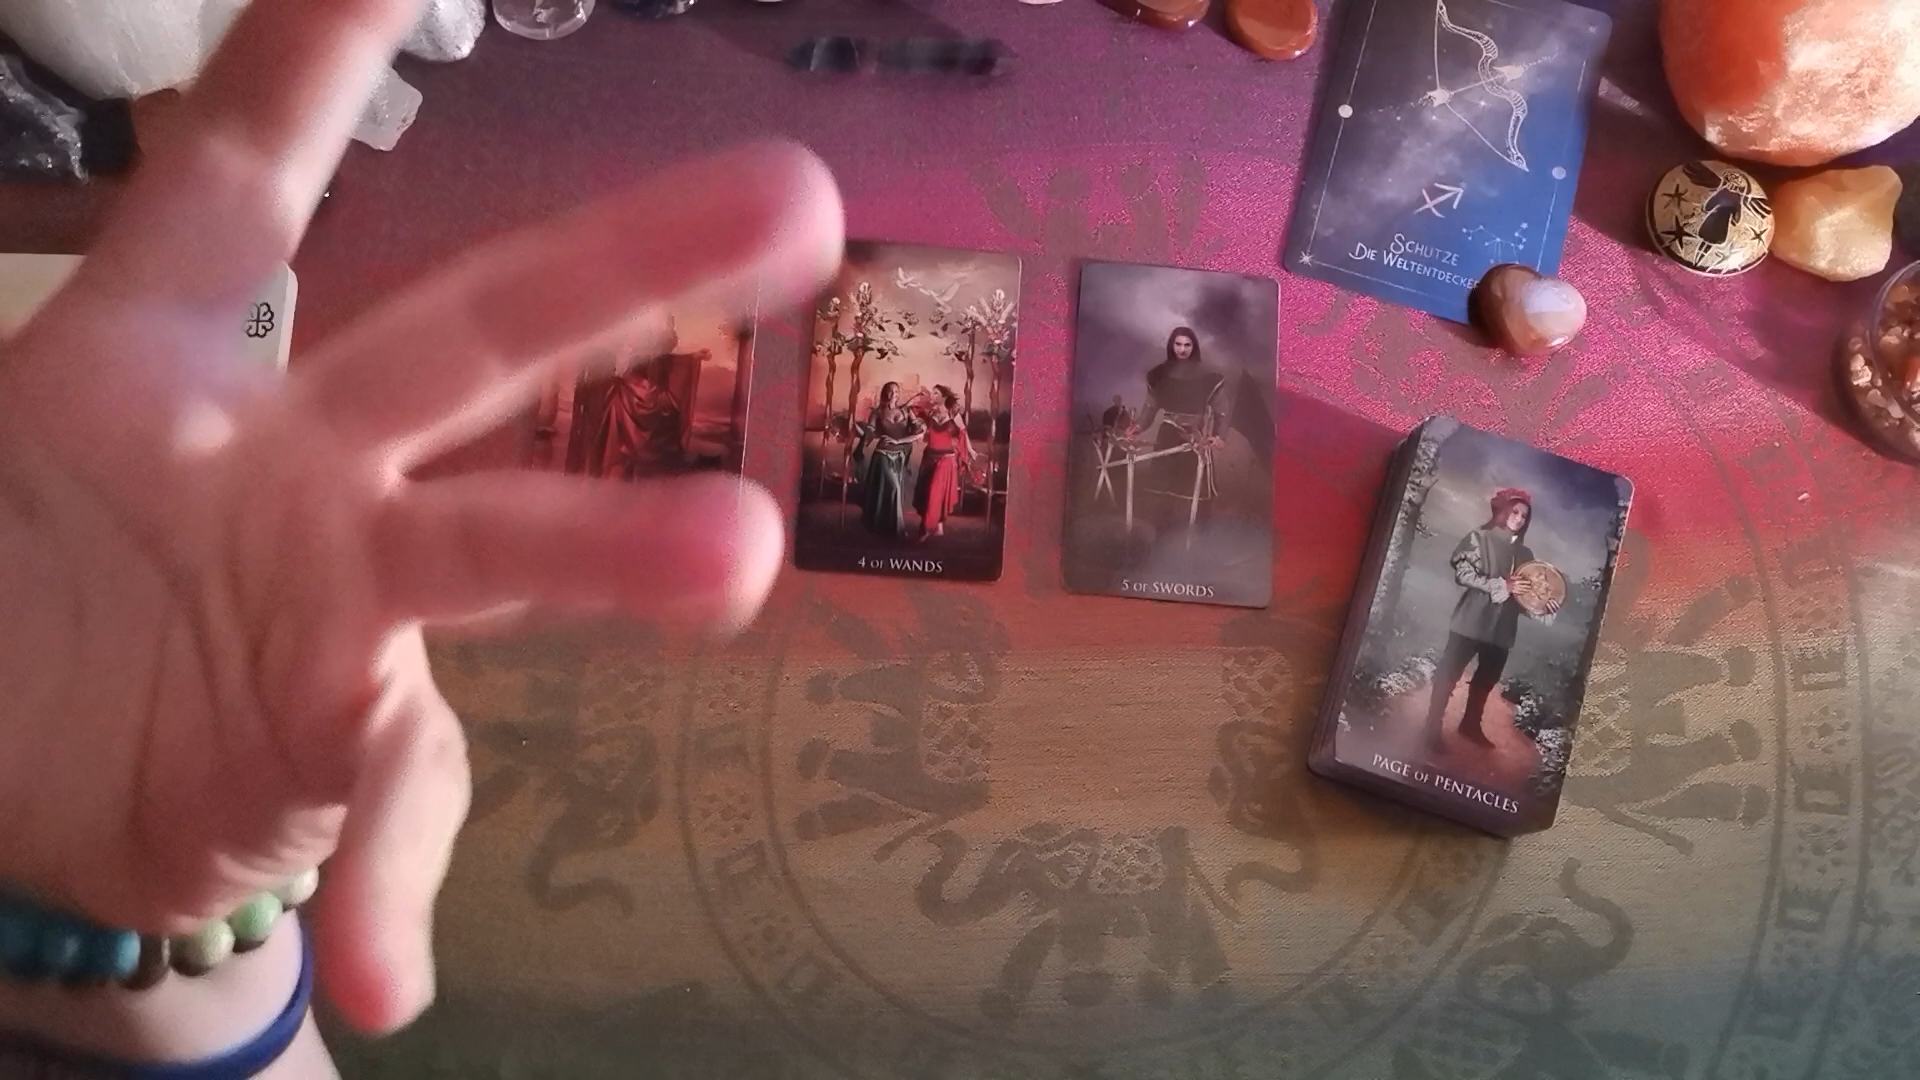 SCHÜTZE
DIE WELTENTDECKER
4 OF WANDS
5 OF SWORDS
PAGE OF PENTACLES